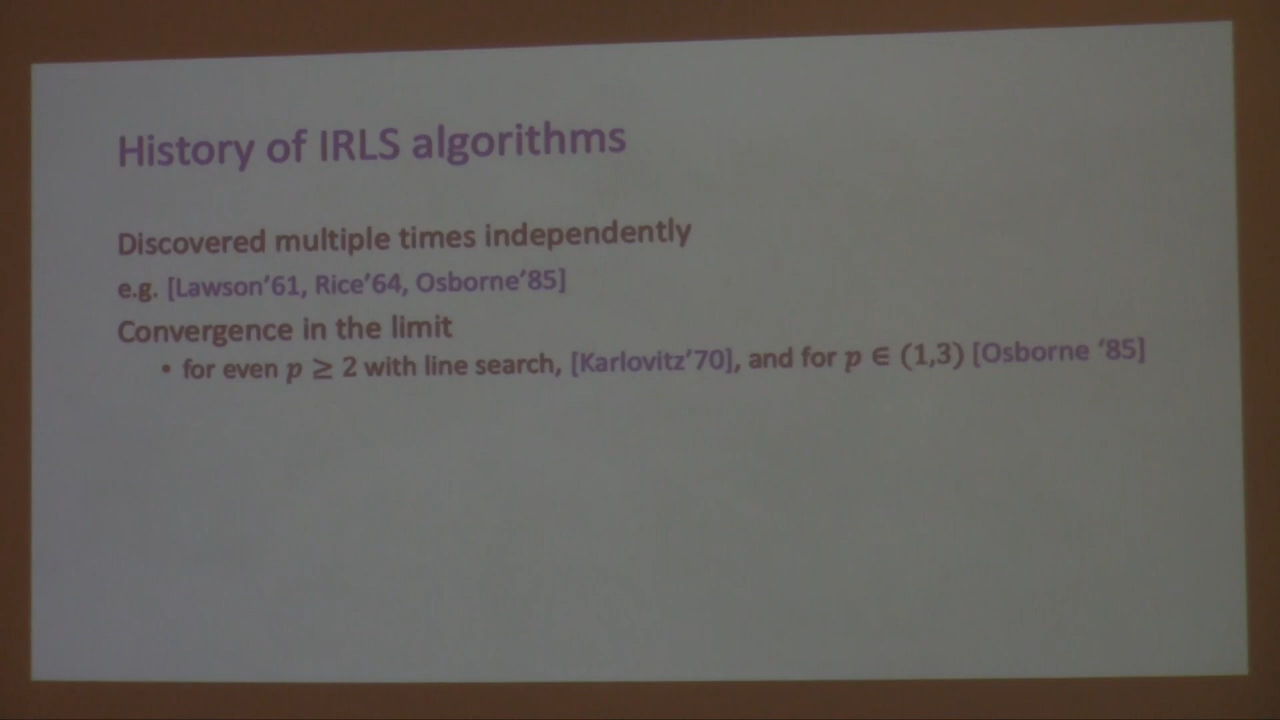 History of IRLS algorithms
Discovered multiple times independently
e.g. [Lawson’61, Rice’64, Osborne’85]
Convergence in the limit
• for even p ≥ 2 with line search, [Karlovitz’70], and for p ∈ (1,3) [Osborne ‘85]